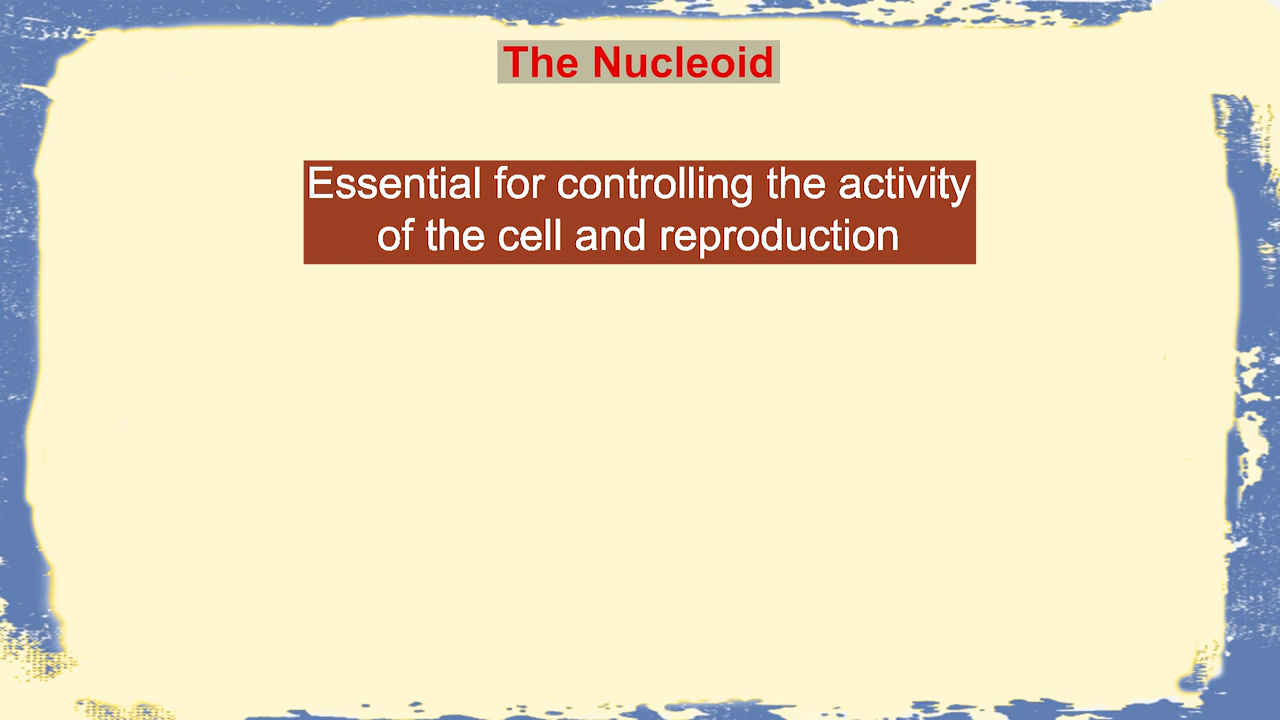 The Nucleoid
Essential for controlling the activity
of the cell and reproduction